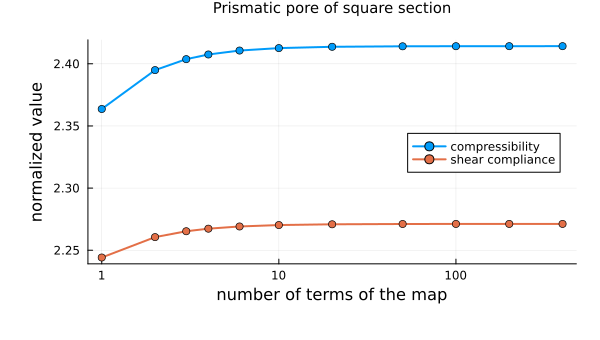 Prismatic pore of square section
normalized value
2.40
2.35
2.30
2.25
compressibility
shear compliance
1
10
100
number of terms of the map